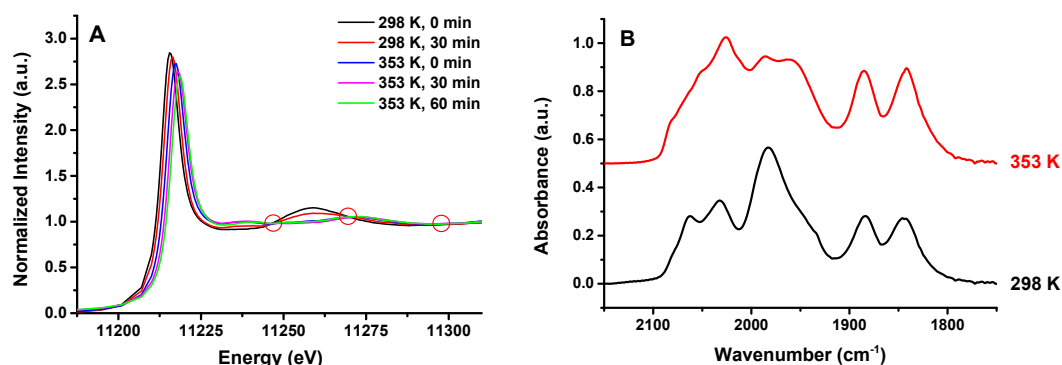 A
298 K, 0 min
298 K, 30 min
353 K, 0 min
353 K, 30 min
353 K, 60 min
Normalized Intensity (a.u.)
3.0
2.5
2.0
1.5
1.0
0.5
0.0
11200 11225 11250 11275 11300
Energy (eV)
B
Absorbance (a.u.)
1.0
0.8
0.6
0.4
0.2
0.0
353 K
298 K
2100 2000 1900 1800
Wavenumber (cm⁻¹)